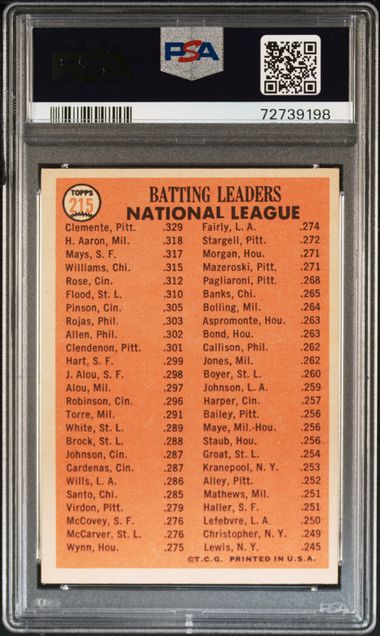 PSA
PSA
72739198
TOPPS
215
BATTING LEADERS
NATIONAL LEAGUE
Clemente, Pitt. .329
H. Aaron, Mil. .318
Mays, S. F. .317
Williams, Chi. .315
Rose, Cin. .312
Flood, St. L. .310
Pinson, Cin. .305
Rojas, Phil. .303
Allen, Phil. .302
Clendenon, Pitt. .301
Hart, S. F. .299
J. Alou, S. F. .298
Alou, Mil. .297
Robinson, Cin. .296
Torre, Mil. .291
White, St. L. .289
Brock, St. L. .288
Johnson, Cin. .287
Cardenas, Cin. .287
Wills, L. A. .286
Santo, Chi. .285
Virdon, Pitt. .279
McCovey, S. F. .276
McCarver, St. L. .276
Wynn, Hou. .275
Fairly, L. A. .274
Stargell, Pitt. .272
Morgan, Hou. .271
Mazeroski, Pitt. .271
Pagliaroni, Pitt. .268
Banks, Chi. .265
Bolling, Mil. .264
Aspromonte, Hou. .263
Bond, Hou. .263
Callison, Phil. .262
Jones, Mil. .262
Boyer, St. L. .260
Johnson, L. A. .259
Harper, Cin. .257
Bailey, Pitt. .256
Maye, Mil.-Hou. .256
Staub, Hou. .256
Groat, St. L. .254
Kranepool, N. Y. .253
Alley, Pitt. .252
Mathews, Mil. .251
Haller, S. F. .251
Lefebvre, L. A. .250
Christopher, N. Y. .249
Lewis, N. Y. .245
©T.C.G. PRINTED IN U.S.A.